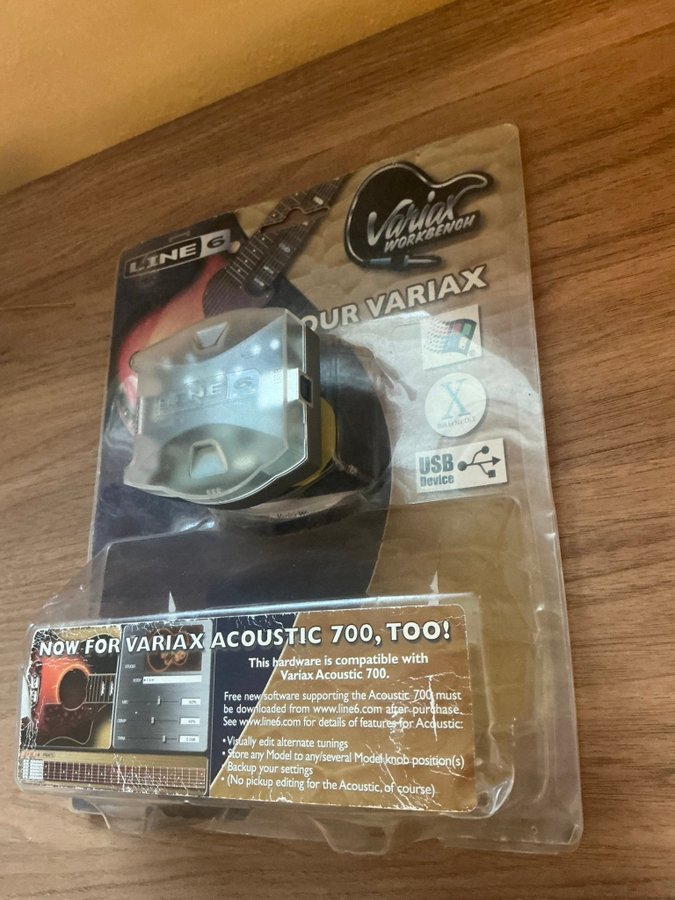 LINE 6
Variax
WORKBENCH
OUR VARIAX
LINE 6
X
USB
Device
NOW FOR VARIAX ACOUSTIC 700, TOO!
This hardware is compatible with
Variax Acoustic 700.
Free new software supporting the Acoustic 700 must
be downloaded from www.line6.com after purchase.
See www.line6.com for details of features for Acoustic:
• Visually edit alternate tunings
• Store any Model to any/several Model knob position(s)
• Backup your settings
• (No pickup editing for the Acoustic, of course)